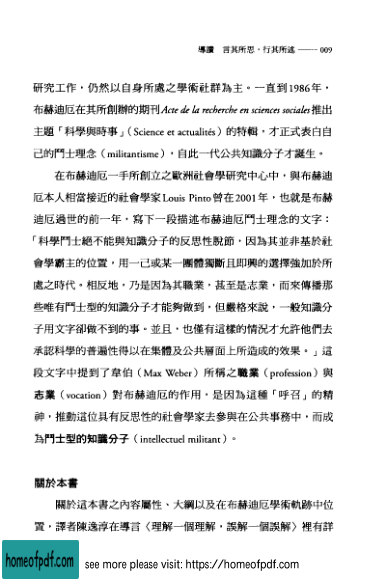 導讀　言其所思，行其所述 —— 009
研究工作，仍然以自身所處之學術社群為主。一直到1986年，
布赫迪厄在其所創辦的期刊Acte de la recherche en sciences sociales推出
主題「科學與時事」（Science et actualités）的特輯，才正式表白自
己的鬥士理念（militantisme），自此一代公共知識分子才誕生。
在布赫迪厄一手所創立之歐洲社會學研究中心中，與布赫迪
厄本人相當接近的社會學家Louis Pinto曾在2001年，也就是布赫
迪厄過世的前一年，寫下一段描述布赫迪厄鬥士理念的文字：
「科學鬥士絕不能與知識分子的反思性脫節，因為其並非基於社
會學霸主的位置，用一己或某一團體獨斷且即興的選擇強加於所
處之時代。相反地，乃是因為其職業，甚至是志業，而來傳播那
些唯有鬥士型的知識分子才能夠做到，但嚴格來說，一般知識分
子用文字卻做不到的事。並且，也僅有這樣的情況才允許他們去
承認科學的普遍性得以在集體及公共層面上所造成的效果。」這
段文字中提到了韋伯（Max Weber）所稱之職業（profession）與
志業（vocation）對布赫迪厄的作用，是因為這種「呼召」的精
神，推動這位具有反思性的社會學家去參與在公共事務中，而成
為鬥士型的知識分子（intellectuel militant）。
關於本書
關於這本書之內容屬性、大綱以及在布赫迪厄學術軌跡中位
置，譯者陳逸淳在導言〈理解一個理解，誤解一個誤解〉裡有詳
homeofpdf.com
see more please visit: https://homeofpdf.com